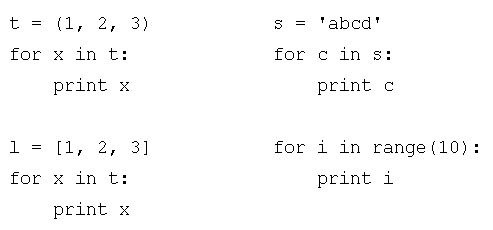 t = (1, 2, 3)
for x in t:
    print x
l = [1, 2, 3]
for x in t:
    print x
s = 'abcd'
for c in s:
    print c
for i in range(10):
    print i